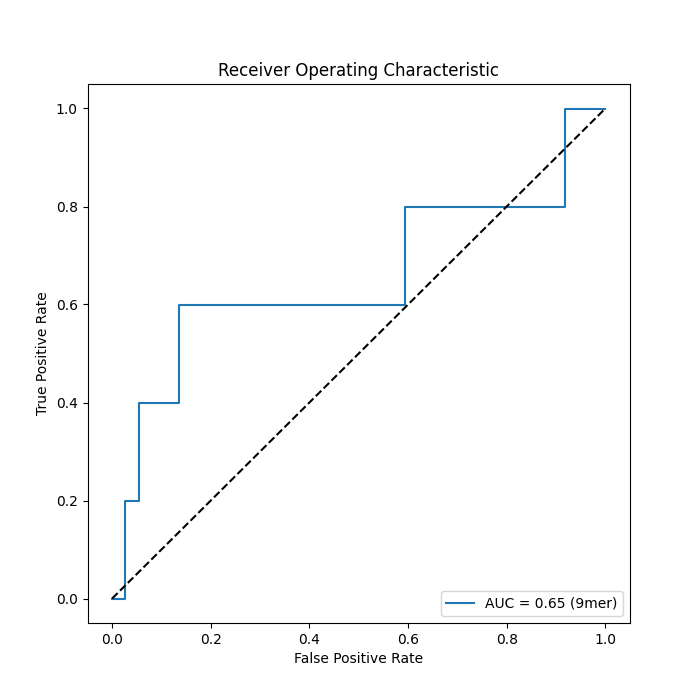 Receiver Operating Characteristic
True Positive Rate
1.0
0.8
0.6
0.4
0.2
0.0
AUC = 0.65 (9mer)
0.0 0.2 0.4 0.6 0.8 1.0
False Positive Rate